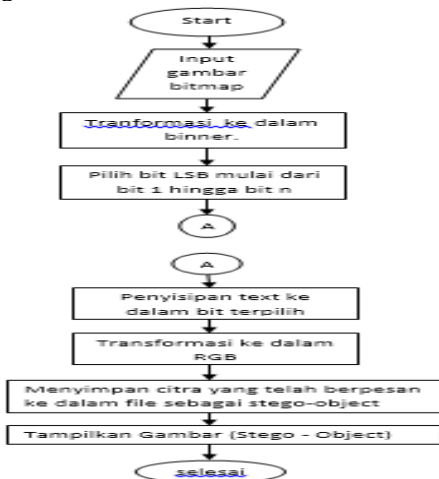 Start
Input
gambar
bitmap
Tranformasi ke dalam
binner.
Pilih bit LSB mulai dari
bit 1 hingga bit n
A
A
Penyisipan text ke
dalam bit terpilih
Transformasi ke dalam
RGB
Menyimpan citra yang telah berpesan
ke dalam file sebagai stego-object
Tampilkan Gambar (Stego - Object)
selesai